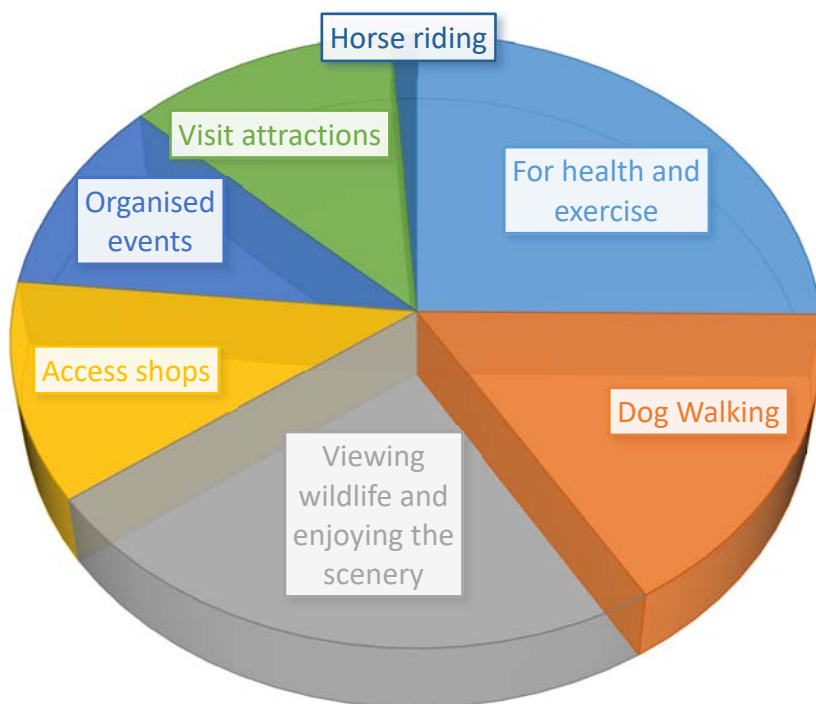 Horse riding
Visit attractions
For health and
exercise
Organised
events
Access shops
Dog Walking
Viewing
wildlife and
enjoying the
scenery